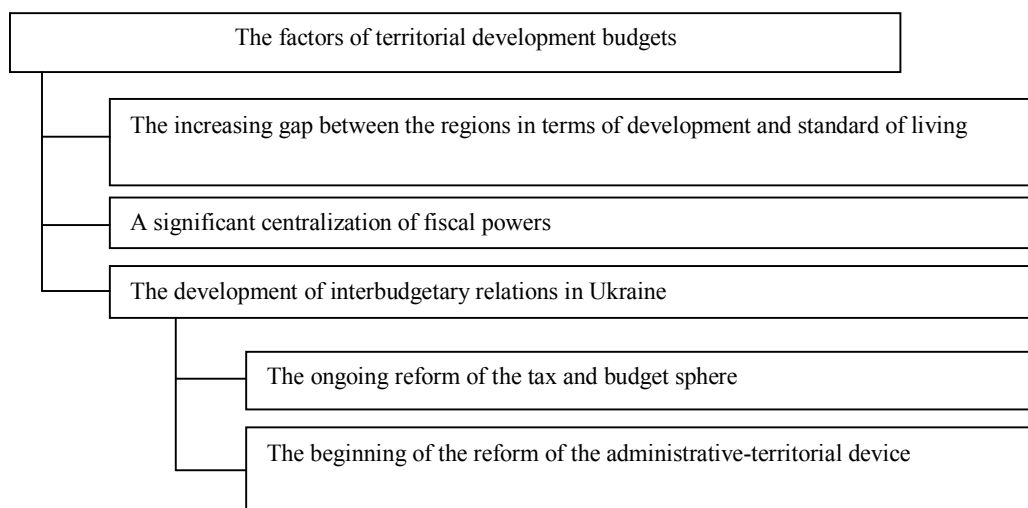 The factors of territorial development budgets
The increasing gap between the regions in terms of development and standard of living
A significant centralization of fiscal powers
The development of interbudgetary relations in Ukraine
The ongoing reform of the tax and budget sphere
The beginning of the reform of the administrative-territorial device